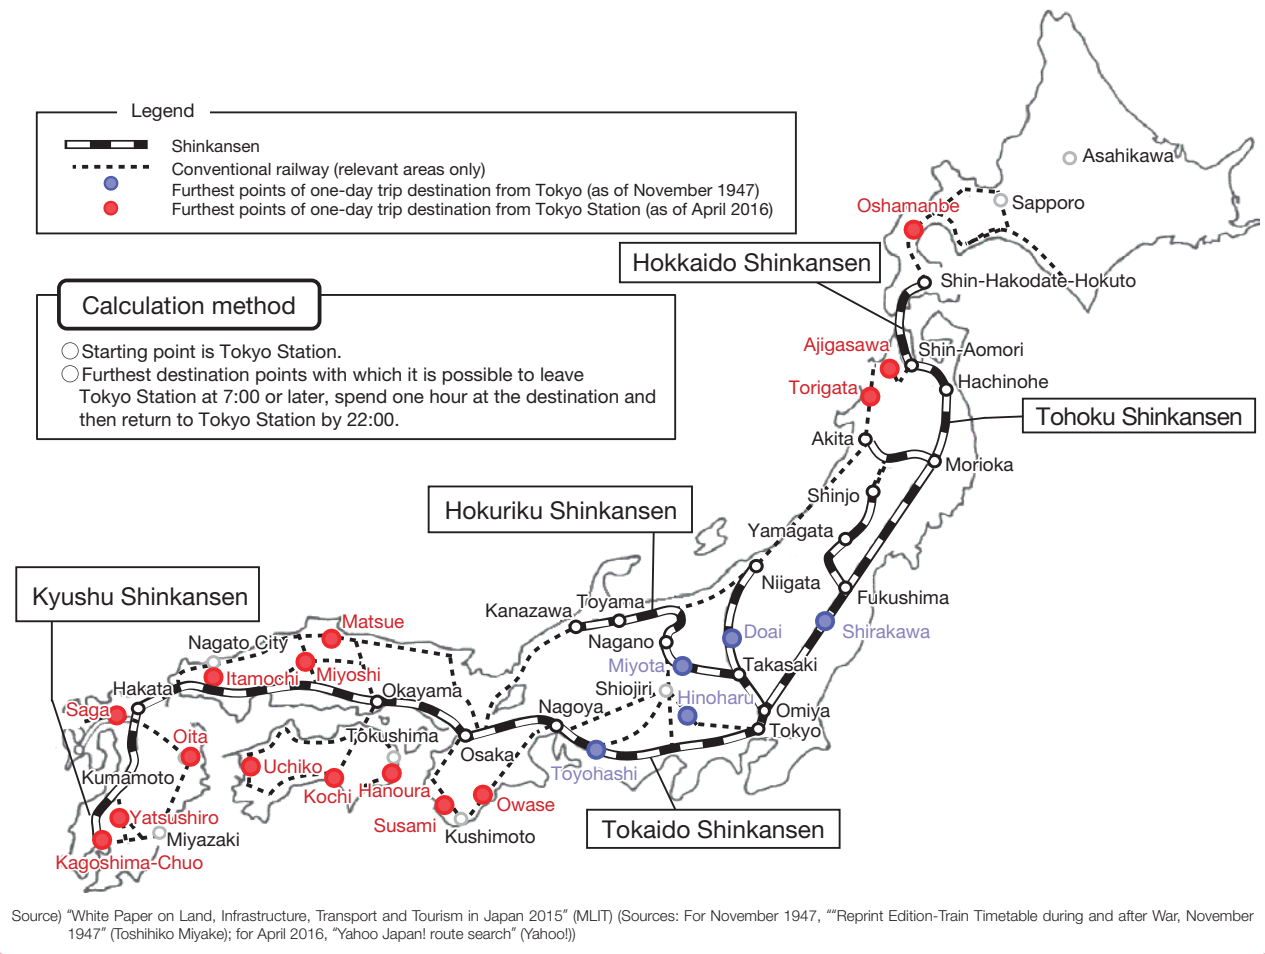 Legend
Shinkansen
Conventional railway (relevant areas only)
Furthest points of one-day trip destination from Tokyo (as of November 1947)
Furthest points of one-day trip destination from Tokyo Station (as of April 2016)
Calculation method
○Starting point is Tokyo Station.
○Furthest destination points with which it is possible to leave
Tokyo Station at 7:00 or later, spend one hour at the destination and
then return to Tokyo Station by 22:00.
Asahikawa
Sapporo
Oshamanbe
Hokkaido Shinkansen
Shin-Hakodate-Hokuto
Ajigasawa
Shin-Aomori
Torigata
Hachinohe
Tohoku Shinkansen
Akita
Morioka
Shinjo
Hokuriku Shinkansen
Yamagata
Niigata
Fukushima
Kyushu Shinkansen
Toyama
Kanazawa
Matsue
Doai
Shirakawa
Nagato City
Nagano
Miyota
Takasaki
Itamochi
Miyoshi
Shiojiri
Hakata
Okayama
Hinoharu
Saga
Nagoya
Omiya
Tokyo
Oita
Tokushima
Osaka
Uchiko
Toyohashi
Kumamoto
Kochi
Hanoura
Owase
Yatsushiro
Susami
Kushimoto
Tokaido Shinkansen
Miyazaki
Kagoshima-Chuo
Source) "White Paper on Land, Infrastructure, Transport and Tourism in Japan 2015" (MLIT) (Sources: For November 1947, ""Reprint Edition-Train Timetable during and after War, November
1947" (Toshihiko Miyake); for April 2016, "Yahoo Japan! route search" (Yahoo!))